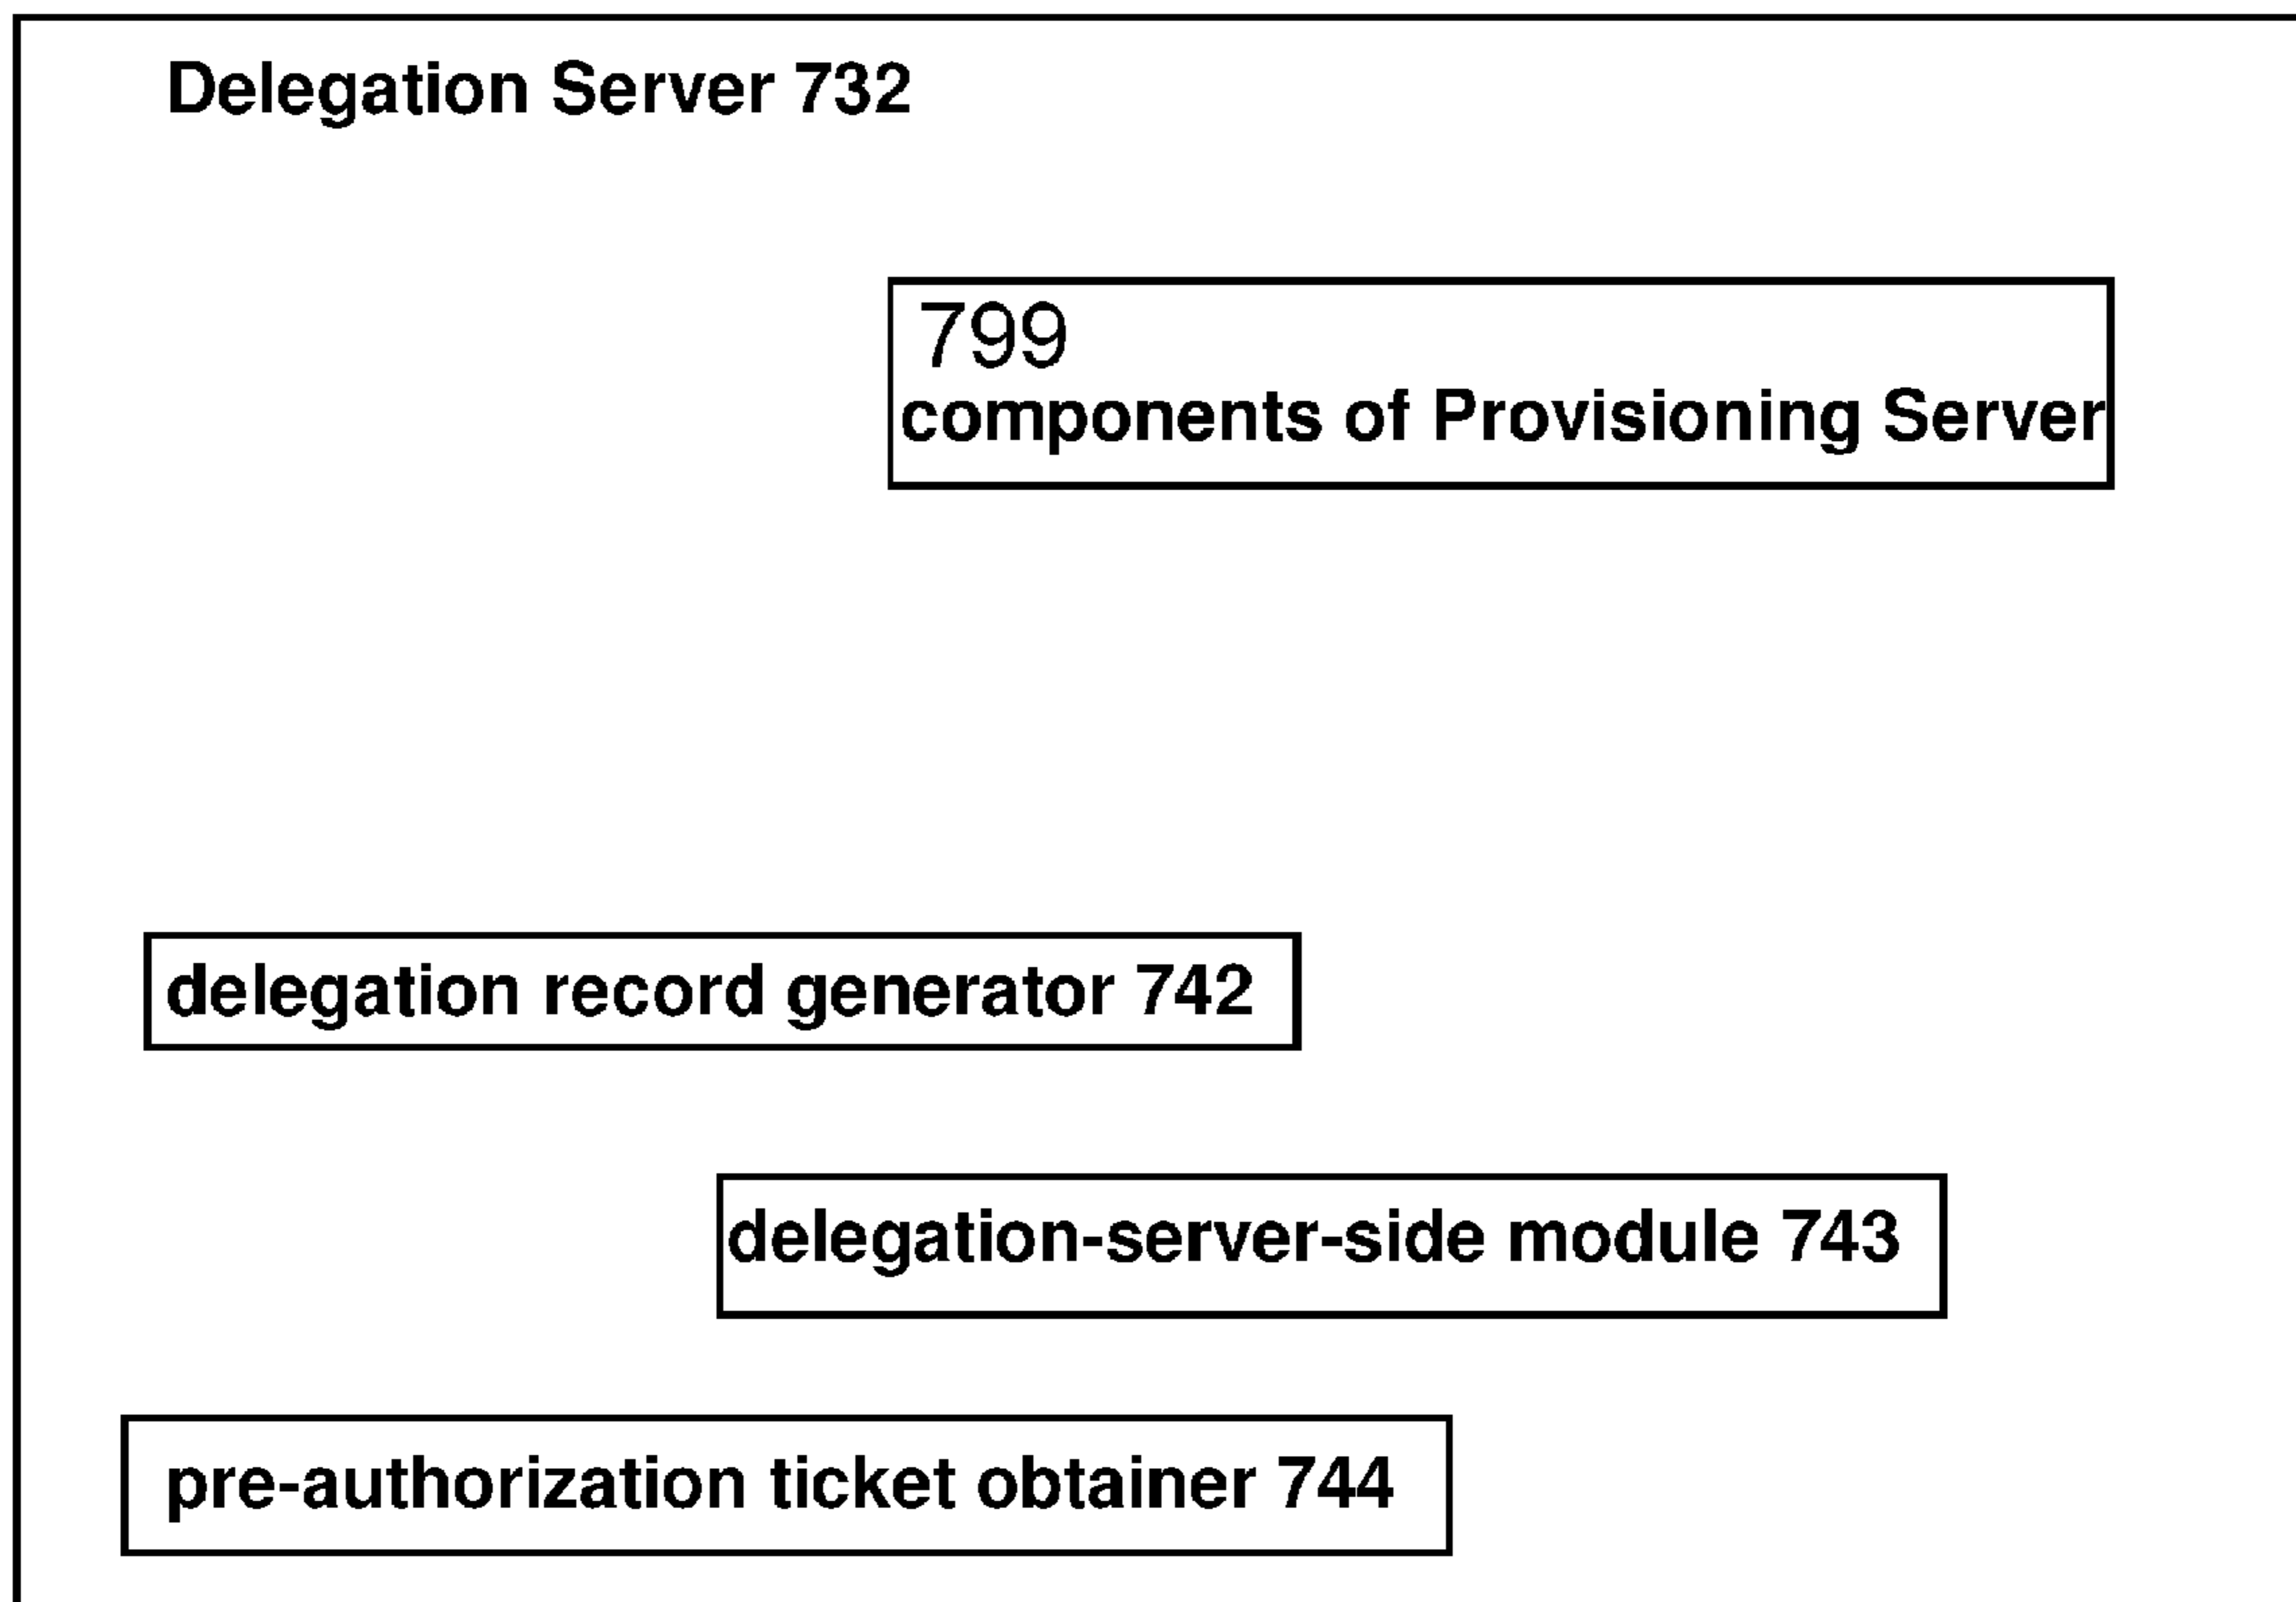 Delegation Server 732
799
components of Provisioning Server
delegation record generator 742
delegation-server-side module 743
pre-authorization ticket obtainer 744